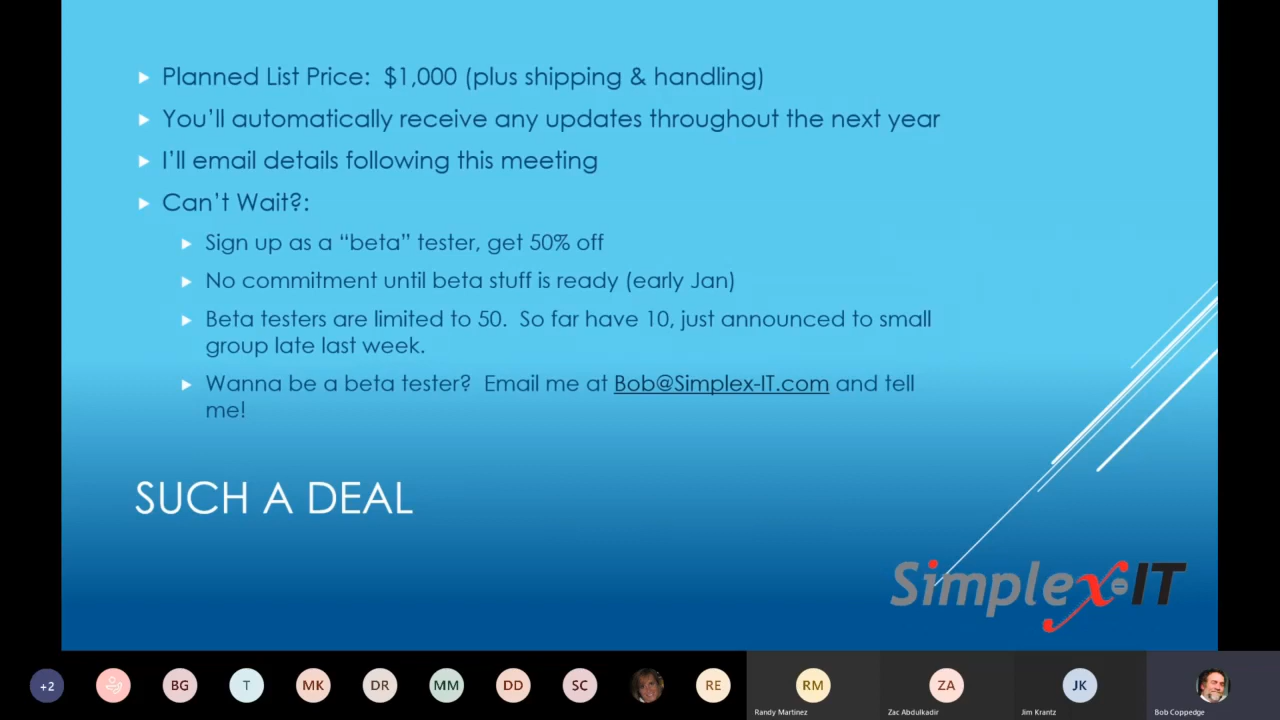 Planned List Price:  $1,000 (plus shipping & handling)
You'll automatically receive any updates throughout the next year
I'll email details following this meeting
Can't Wait?:
Sign up as a "beta" tester, get 50% off
No commitment until beta stuff is ready (early Jan)
Beta testers are limited to 50.  So far have 10, just announced to small
group late last week.
Wanna be a beta tester?  Email me at Bob@Simplex-IT.com and tell
me!
SUCH A DEAL
Simplex-IT
+2 BG T MK DR MM DD SC RE RM ZA JK
Randy Martinez Zac Abdulkadir Jim Krantz Bob Coppedge